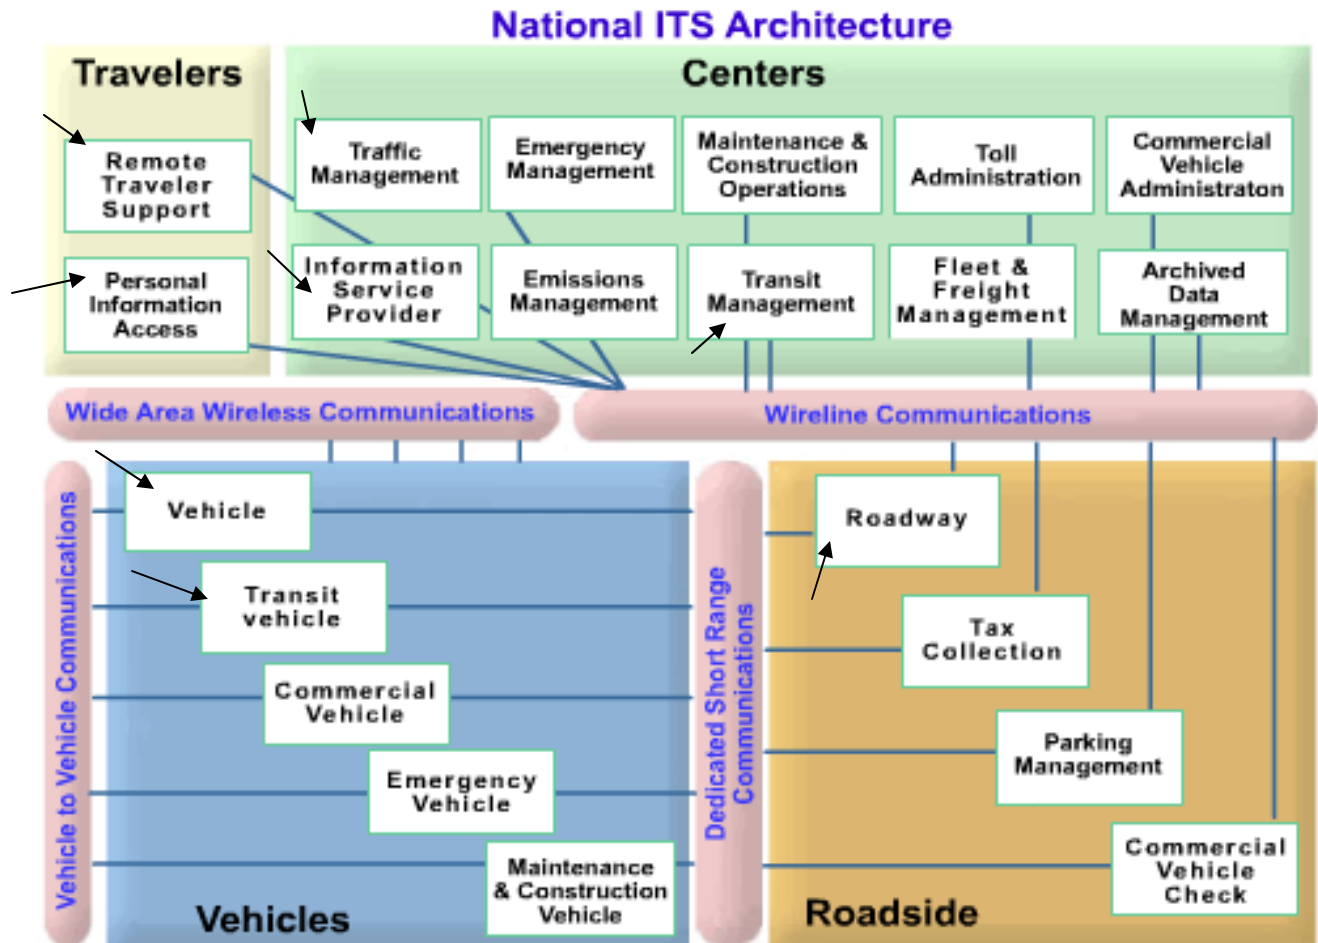 National ITS Architecture
Travelers
Centers
Remote
Traveler
Support
Personal
Information
Access
Traffic
Management
Emergency
Management
Maintenance &
Construction
Operations
Toll
Administration
Commercial
Vehicle
Administraton
Information
Service
Provider
Emissions
Management
Transit
Management
Fleet &
Freight
Management
Archived
Data
Management
Wide Area Wireless Communications
Wireline Communications
Vehicle to Vehicle Communications
Vehicle
Transit
vehicle
Commercial
Vehicle
Emergency
Vehicle
Maintenance
& Construction
Vehicle
Vehicles
Dedicated Short Range
Communications
Roadway
Tax
Collection
Parking
Management
Commercial
Vehicle
Check
Roadside